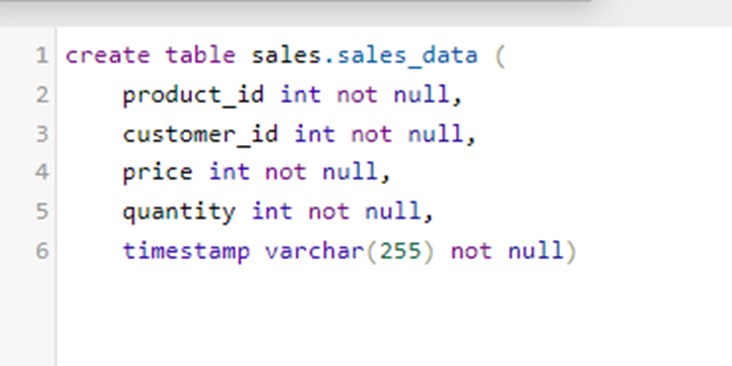 1 create table sales.sales_data (
2 product_id int not null,
3 customer_id int not null,
4 price int not null,
5 quantity int not null,
6 timestamp varchar(255) not null)